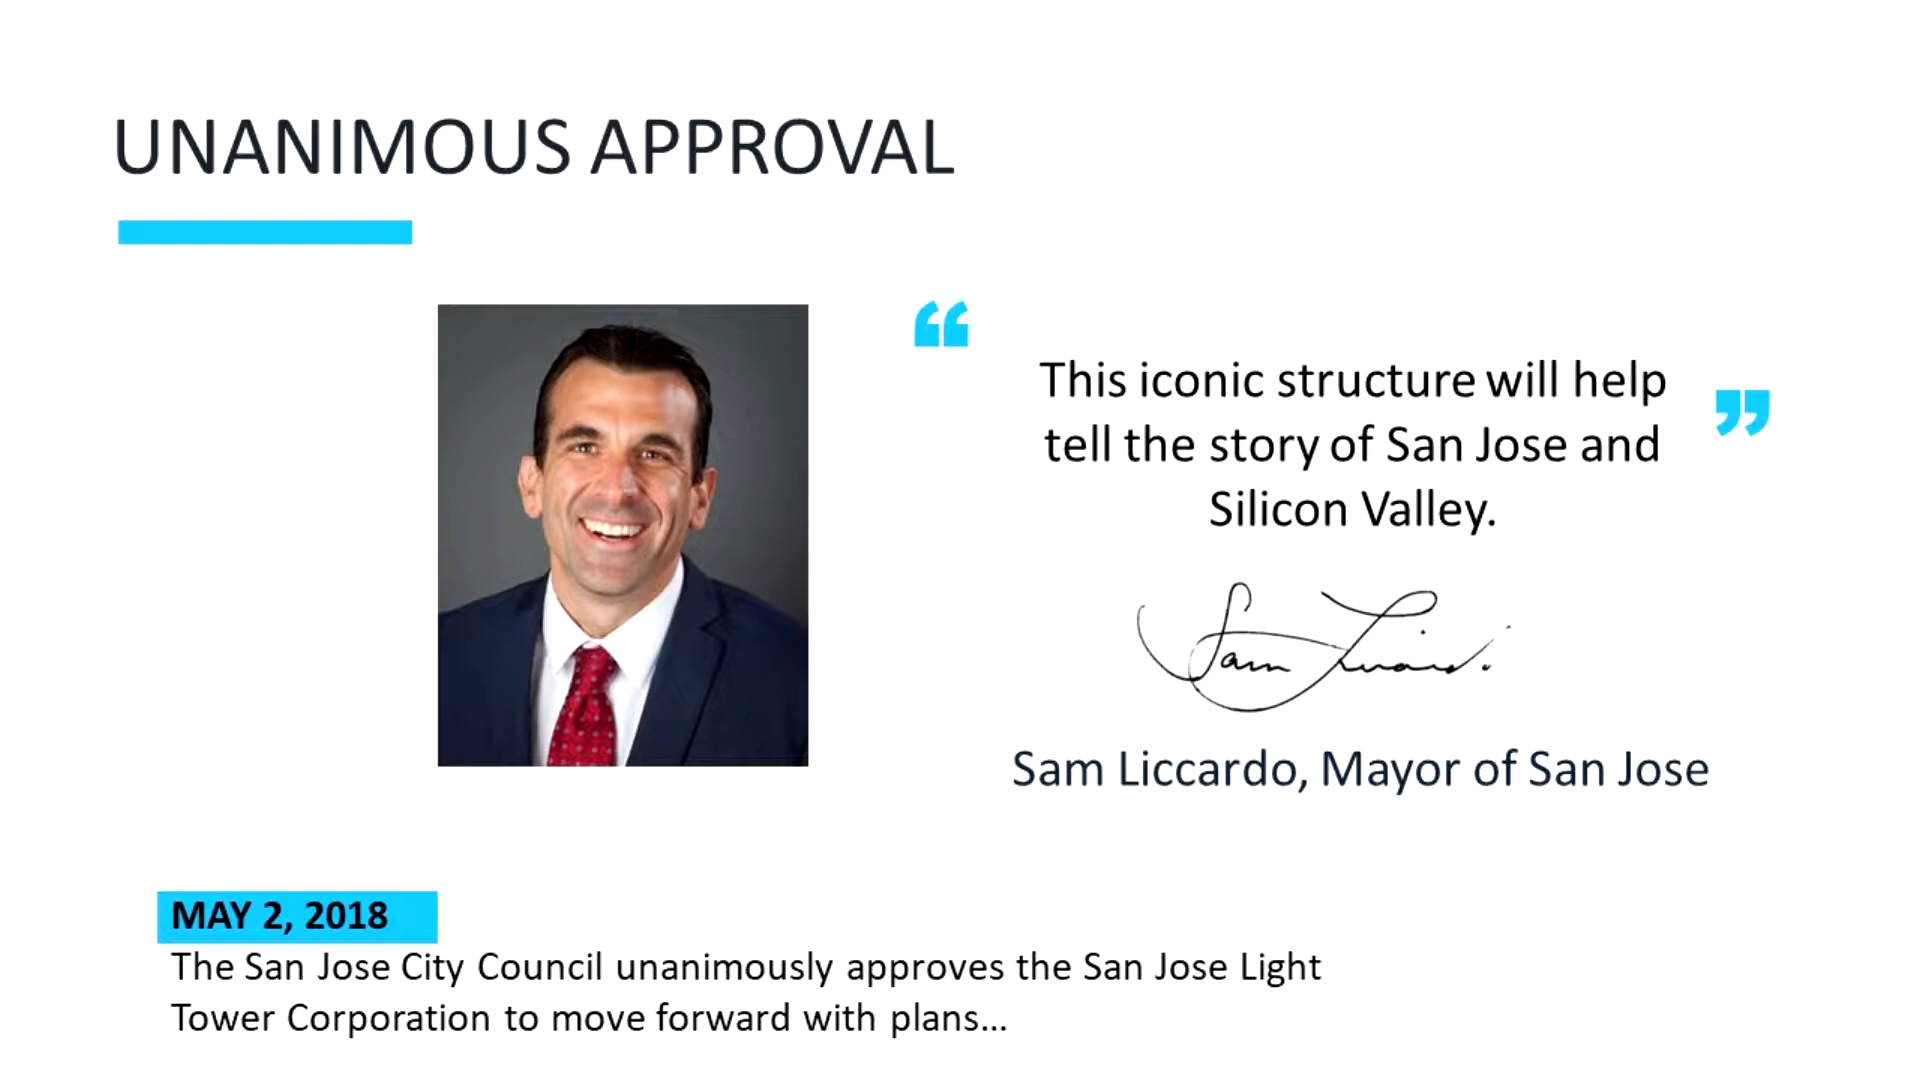 UNANIMOUS APPROVAL
“
This iconic structure will help
tell the story of San Jose and
Silicon Valley.
”
Sam Liccardo
Sam Liccardo, Mayor of San Jose
MAY 2, 2018
The San Jose City Council unanimously approves the San Jose Light
Tower Corporation to move forward with plans...